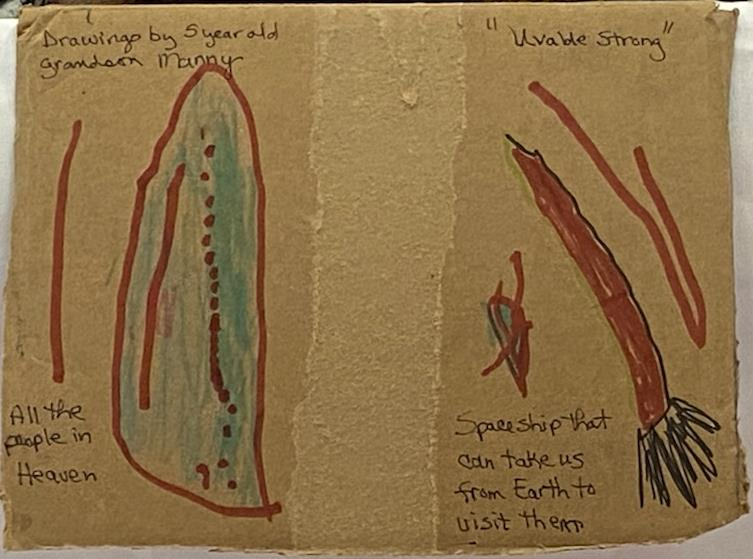 Drawings by 5 year old
grandson Manny
"Uvable Strong"
All the
people in
Heaven
Spaceship that
can take us
from Earth to
visit them